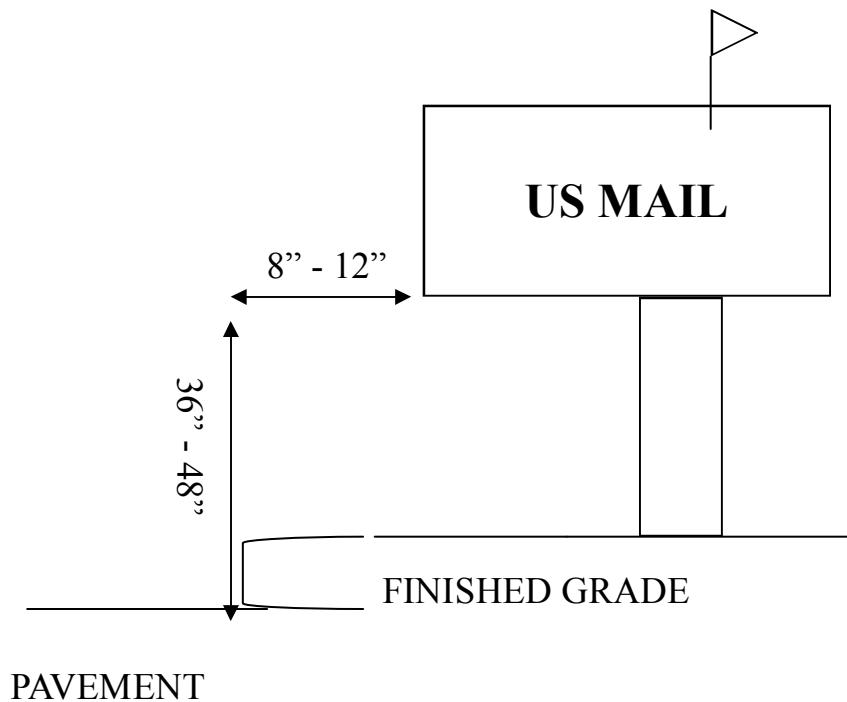 US MAIL
8” - 12”
36” - 48”
FINISHED GRADE
PAVEMENT